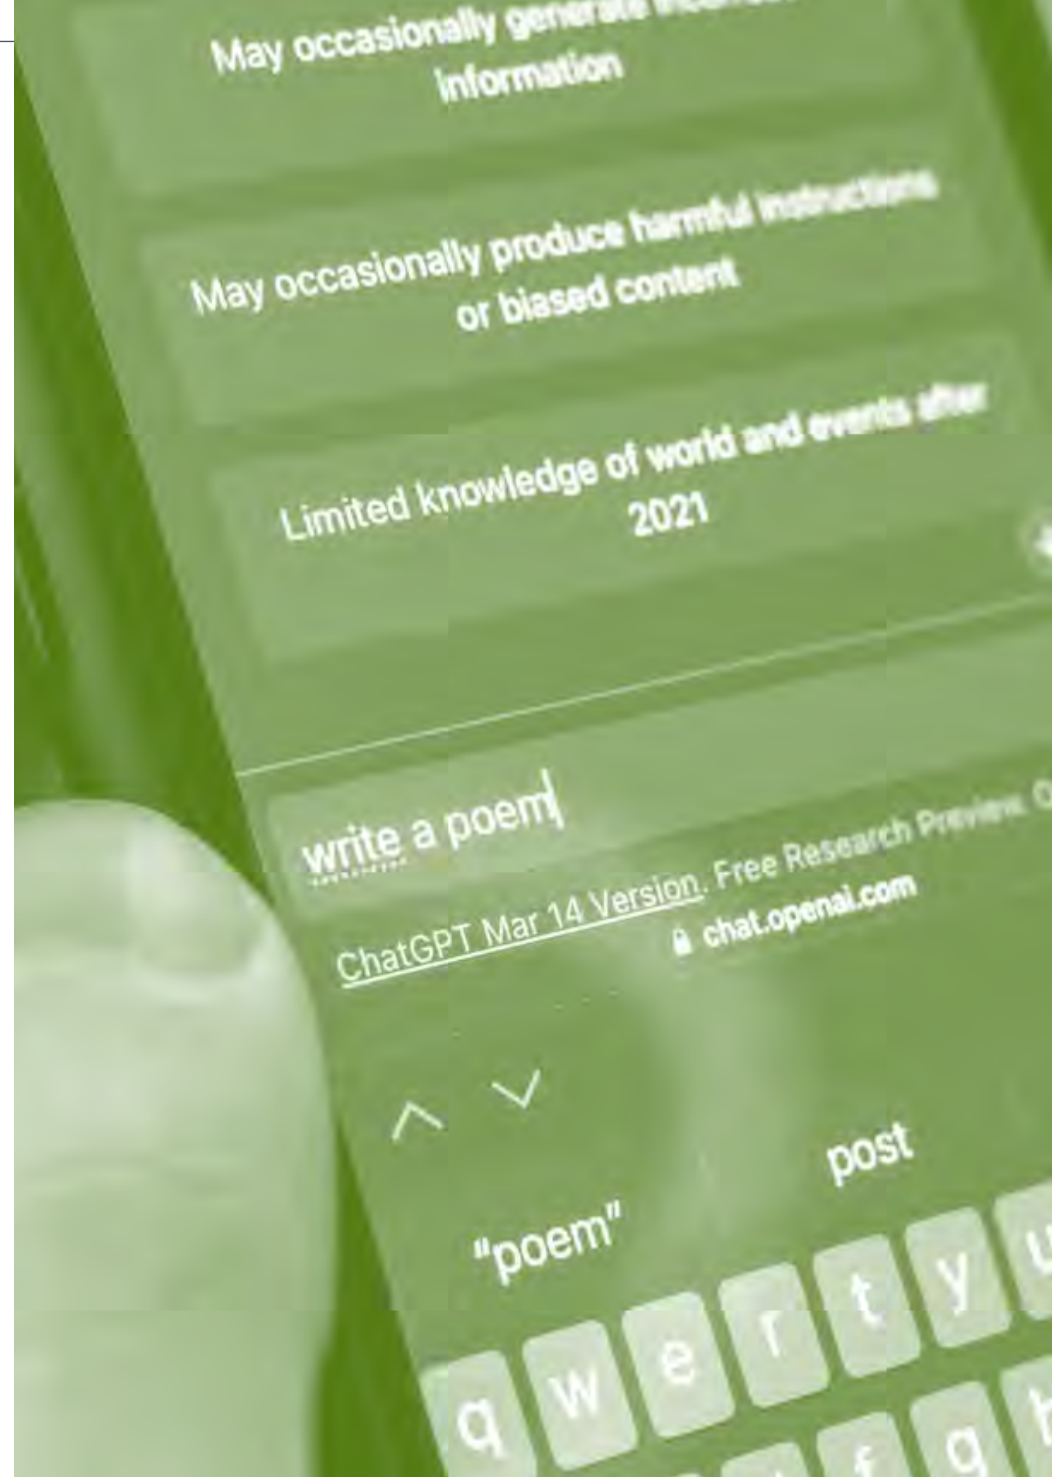 May occasionally generate
information
May occasionally produce harmful instructions
or biased content
Limited knowledge of world and events after
2021
write a poem
ChatGPT Mar 14 Version. Free Research Preview.
chat.openai.com
"poem" post
q w e r t y u
f g h